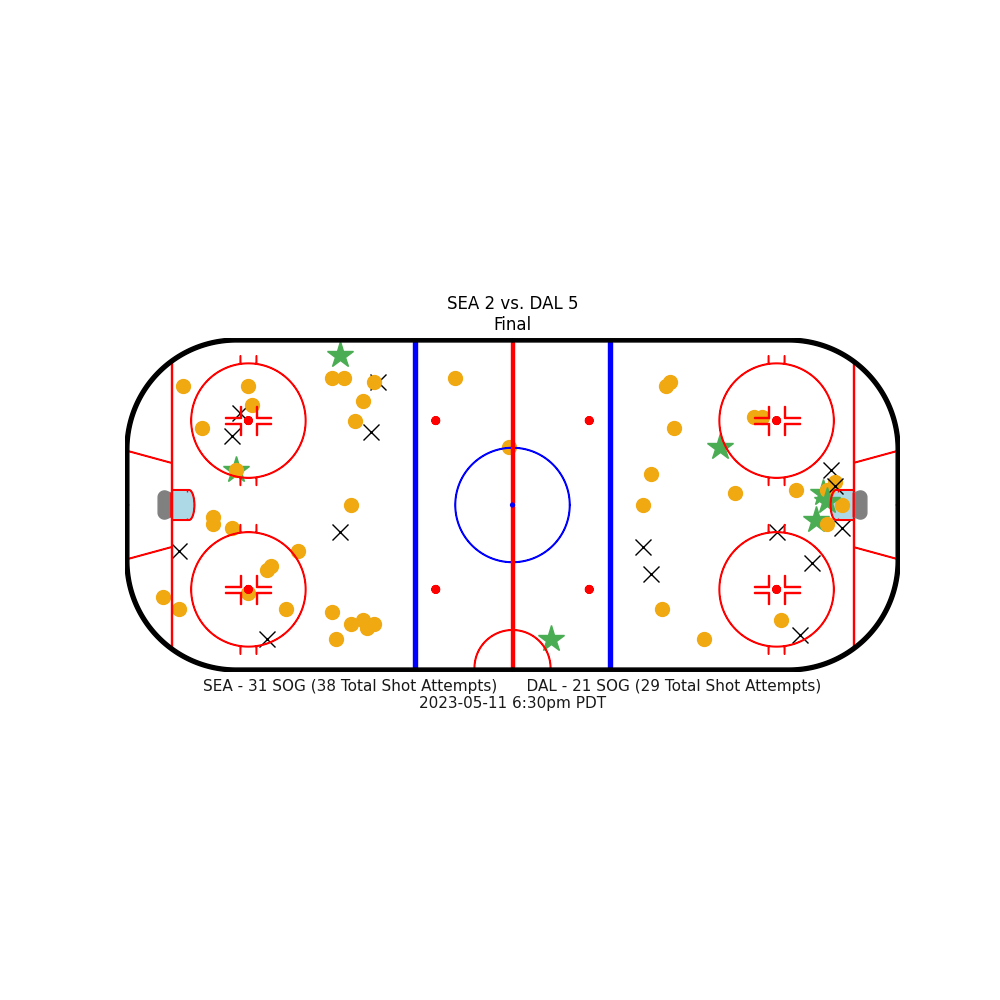 SEA 2 vs. DAL 5
Final
SEA - 31 SOG (38 Total Shot Attempts) DAL - 21 SOG (29 Total Shot Attempts)
2023-05-11 6:30pm PDT